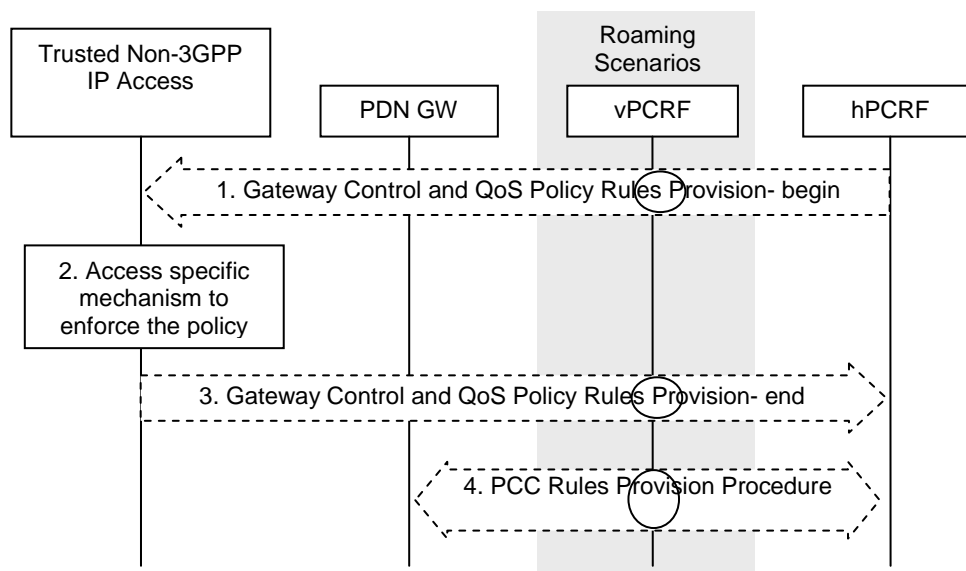 Roaming
Scenarios
Trusted Non-3GPP
IP Access
PDN GW
vPCRF
hPCRF
1. Gateway Control and QoS Policy Rules Provision- begin
2. Access specific
mechanism to
enforce the policy
3. Gateway Control and QoS Policy Rules Provision- end
4. PCC Rules Provision Procedure